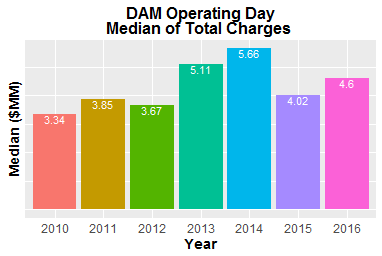 DAM Operating Day
Median of Total Charges
Median ($MM)
3.34
3.85
3.67
5.11
5.66
4.02
4.6
2010 2011 2012 2013 2014 2015 2016
Year